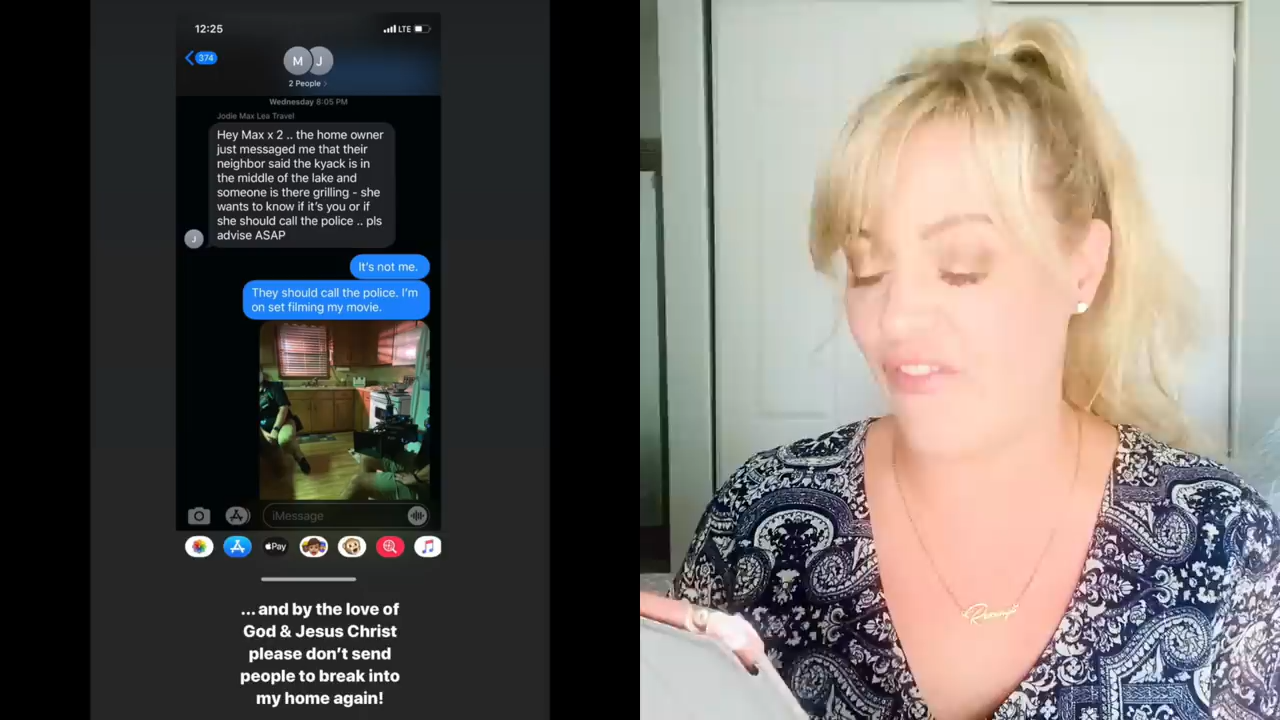 12:25
LTE
374
M J
2 People >
Wednesday 8:05 PM
Jodie Max Lea Travel
Hey Max x 2 .. the home owner
just messaged me that their
neighbor said the kyack is in
the middle of the lake and
someone is there grilling - she
wants to know if it's you or if
she should call the police .. pls
advise ASAP
J
It's not me.
They should call the police. I'm
on set filming my movie.
iMessage
Pay
... and by the love of
God & Jesus Christ
please don't send
people to break into
my home again!